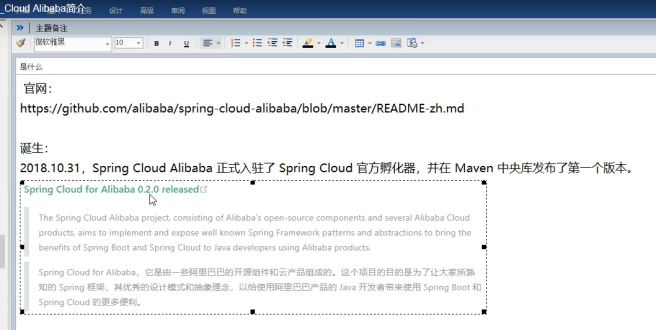 _Cloud Alibaba简介
任务 设计 高级 审阅 视图 帮助
主题备注
微软雅黑 10 B I U
是什么
官网：
https://github.com/alibaba/spring-cloud-alibaba/blob/master/README-zh.md
诞生：
2018.10.31，Spring Cloud Alibaba 正式入驻了 Spring Cloud 官方孵化器，并在 Maven 中央库发布了第一个版本。
Spring Cloud for Alibaba 0.2.0 released
The Spring Cloud Alibaba project, consisting of Alibaba's open-source components and several Alibaba Cloud
products, aims to implement and expose well known Spring Framework patterns and abstractions to bring the
benefits of Spring Boot and Spring Cloud to Java developers using Alibaba products.
Spring Cloud for Alibaba，它是由一些阿里巴巴的开源组件和云产品组成的。这个项目的目的是为了让大家所熟
知的 Spring 框架，其优秀的设计模式和抽象理念，以给使用阿里巴巴产品的 Java 开发者带来使用 Spring Boot 和
Spring Cloud 的更多便利。